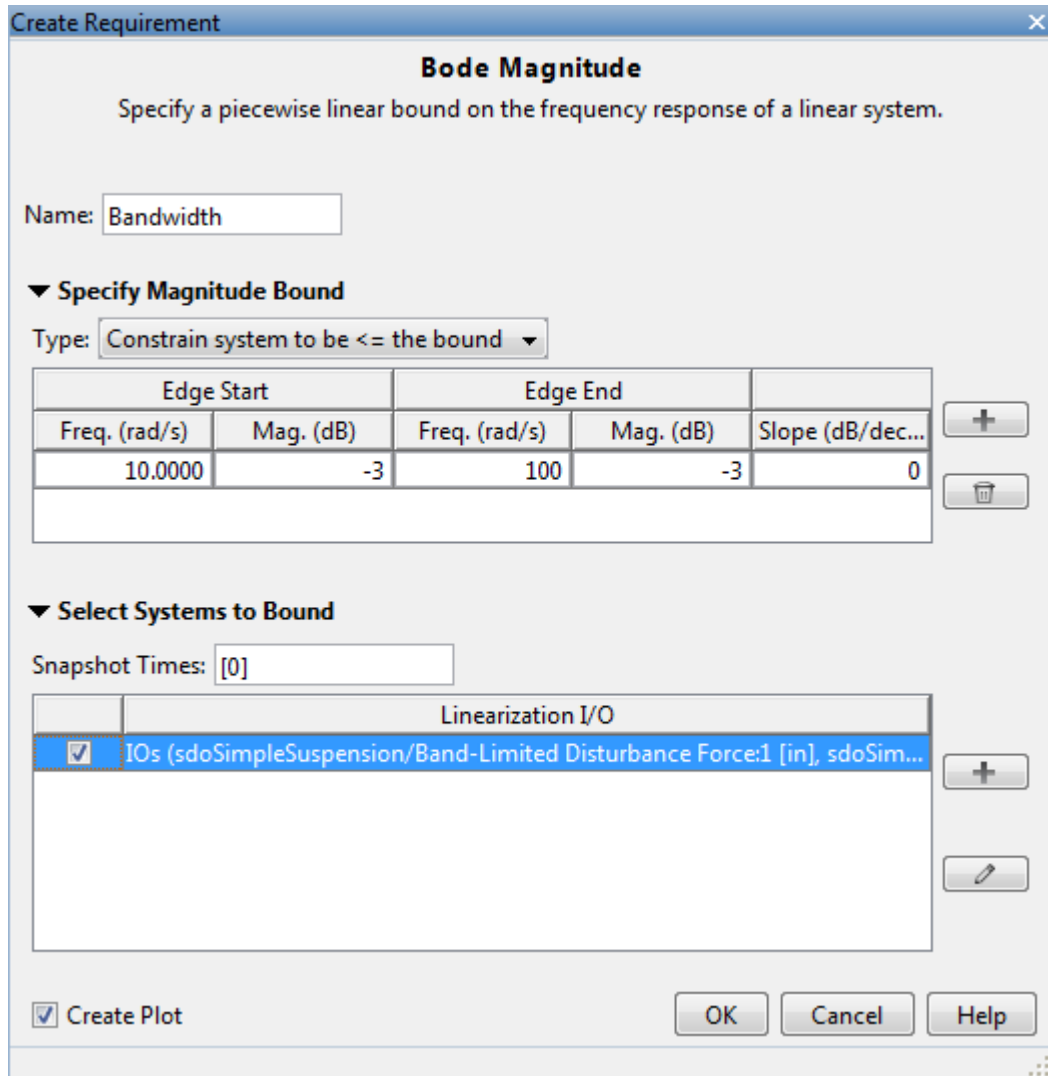 Create Requirement
Bode Magnitude
Specify a piecewise linear bound on the frequency response of a linear system.
Name: Bandwidth
Specify Magnitude Bound
Type: Constrain system to be <= the bound
Edge Start Edge End
Freq. (rad/s) Mag. (dB) Freq. (rad/s) Mag. (dB) Slope (dB/dec...
10.0000 -3 100 -3 0
Select Systems to Bound
Snapshot Times: [0]
Linearization I/O
IOs (sdoSimpleSuspension/Band-Limited Disturbance Force:1 [in], sdoSim...
Create Plot OK Cancel Help